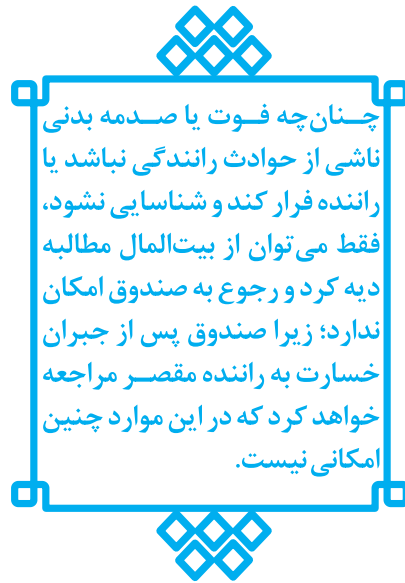 چنان‌چه فوت یا صدمه بدنی
ناشی از حوادث رانندگی نباشد یا
راننده فرار کند و شناسایی نشود،
فقط می‌توان از بیت‌المال مطالبه
دیه کرد و رجوع به صندوق امکان
ندارد؛ زیرا صندوق پس از جبران
خسارت به راننده مقصر مراجعه
خواهد کرد که در این موارد چنین
امکانی نیست.